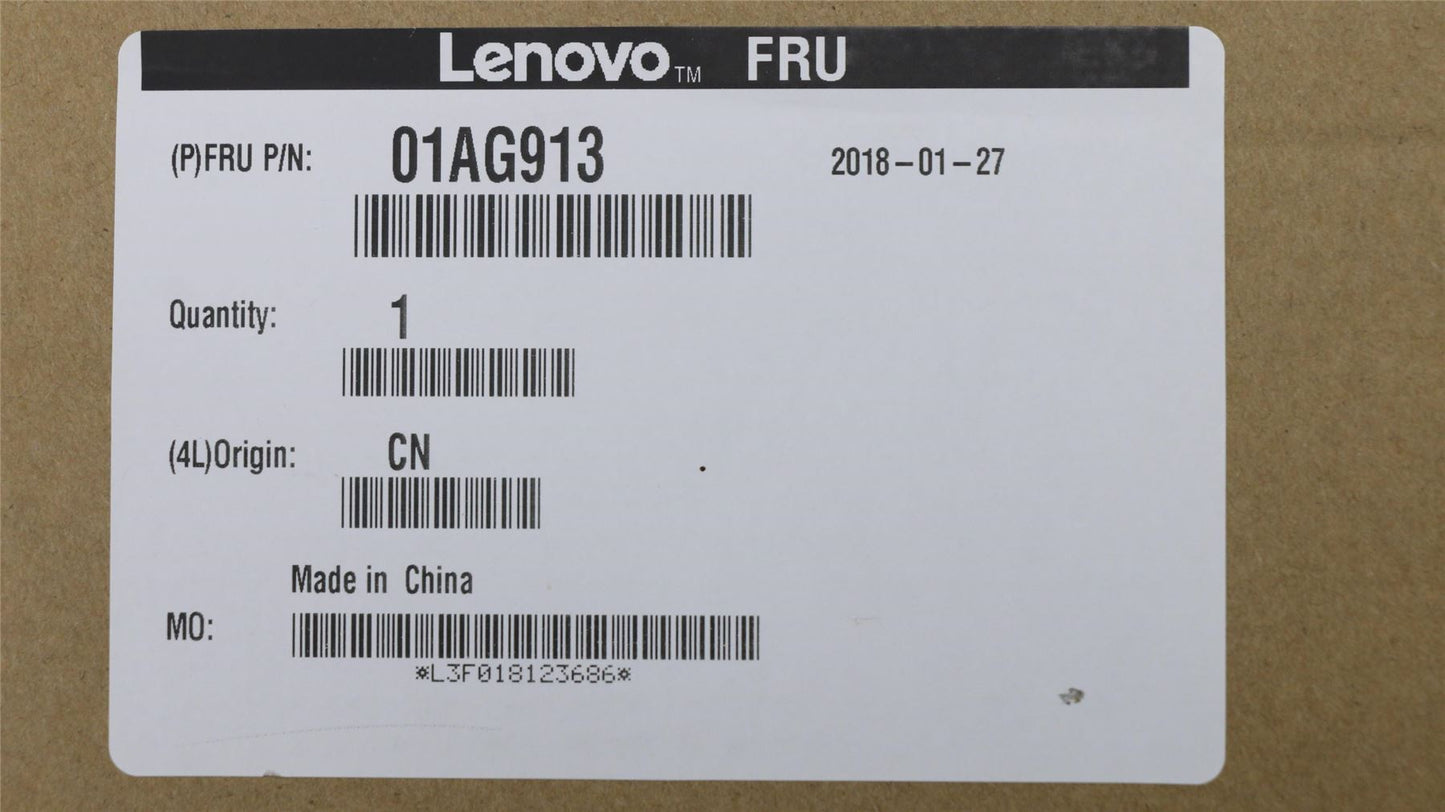 Lenovo™ FRU
(P)FRU P/N: 01AG913 2018-01-27
Quantity: 1
(4L)Origin: CN
Made in China
MO:
*L3F018123686*